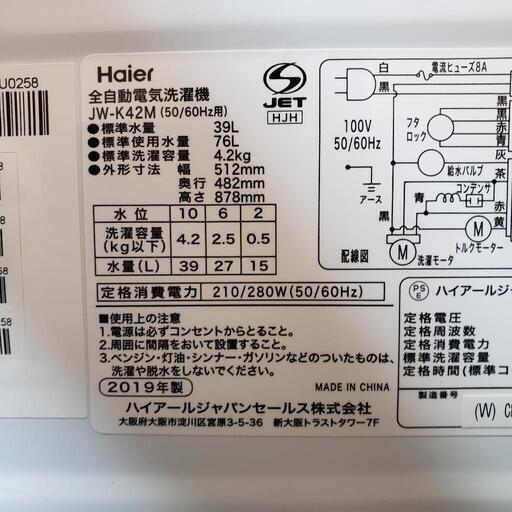 U0258
Haier
全自動電気洗濯機
JW-K42M (50/60Hz用)
●標準水量 39L
●標準使用水量 76L
●標準洗濯容量 4.2kg
●外形寸法 幅 512mm
奥行 482mm
高さ 878mm
S
JET
HJH
水位 10 6 2
洗濯容量(kg以下) 4.2 2.5 0.5
水量(L) 39 27 15
定格消費電力 210/280W(50/60Hz)
■使用上の注意
1.電源は必ずコンセントからとること。
2.周囲に間隔をおいて設置すること。
3.ベンジン・灯油・シンナー・ガソリンなどのついたものは、
洗濯や脱水をしないでください。
2019年製
MADE IN CHINA
ハイアールジャパンセールス株式会社
大阪府大阪市淀川区宮原3-5-36 新大阪トラストタワー7F
白
電流ヒューズ8A
黒
黒
黒
赤
青
灰
100V
50/60Hz
フタ
ロック
給水バルブ
茶
アース
青
コンデンサ
赤
黒
黄
配線図
M
洗濯モータ
M
トルクモーター
PS
E
ハイアールジ
定格電圧
定格周波数
定格消費電力
標準洗濯容量
定格時間(標準コ
製造番号
(W)
258
0258